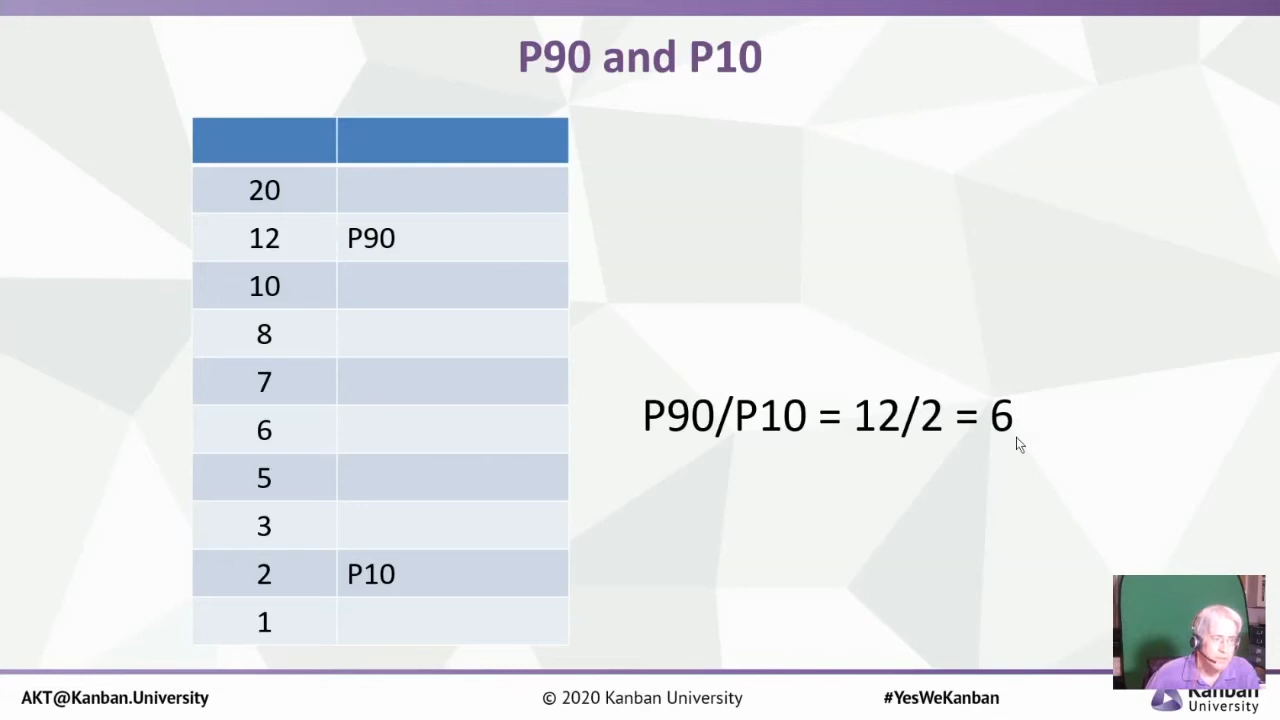 P90 and P10
20
12 P90
10
8
7
6
5
3
2 P10
1
P90/P10 = 12/2 = 6
AKT@Kanban.University
© 2020 Kanban University
#YesWeKanban
Kanban
University